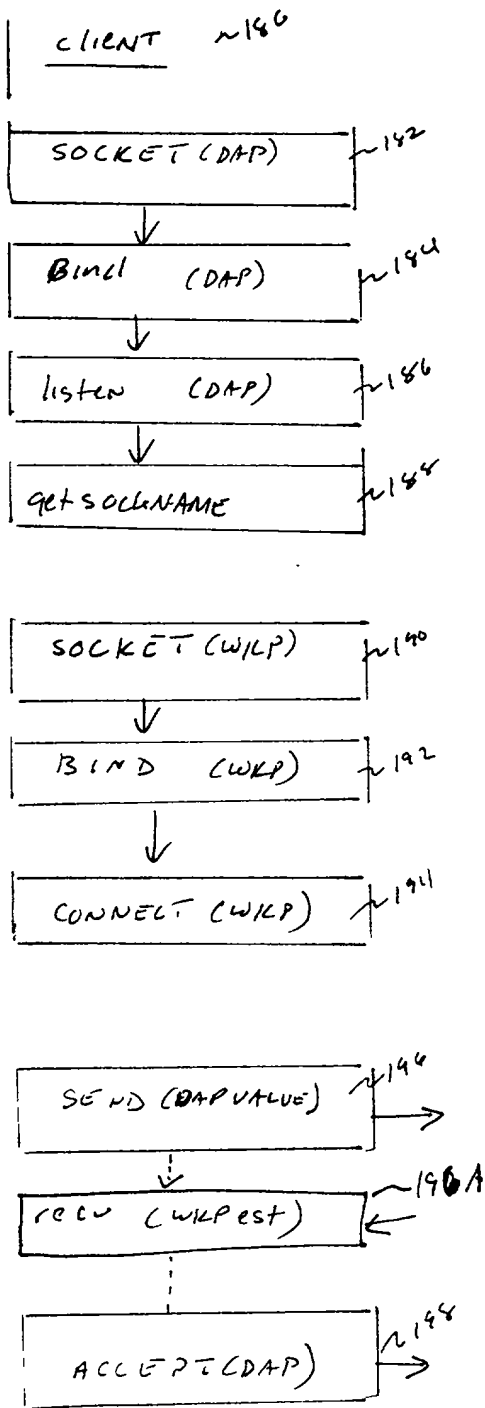 CLIENT ~180
SOCKET (DAP) ~182
Bind (DAP) ~184
listen (DAP) ~186
getSOCKNAME ~188
SOCKET (WKP) ~190
BIND (WKP) ~192
CONNECT (WKP) ~194
SEND (DAP VALUE) ~196
recv (WKP est) ~196A
ACCEPT (DAP) ~198